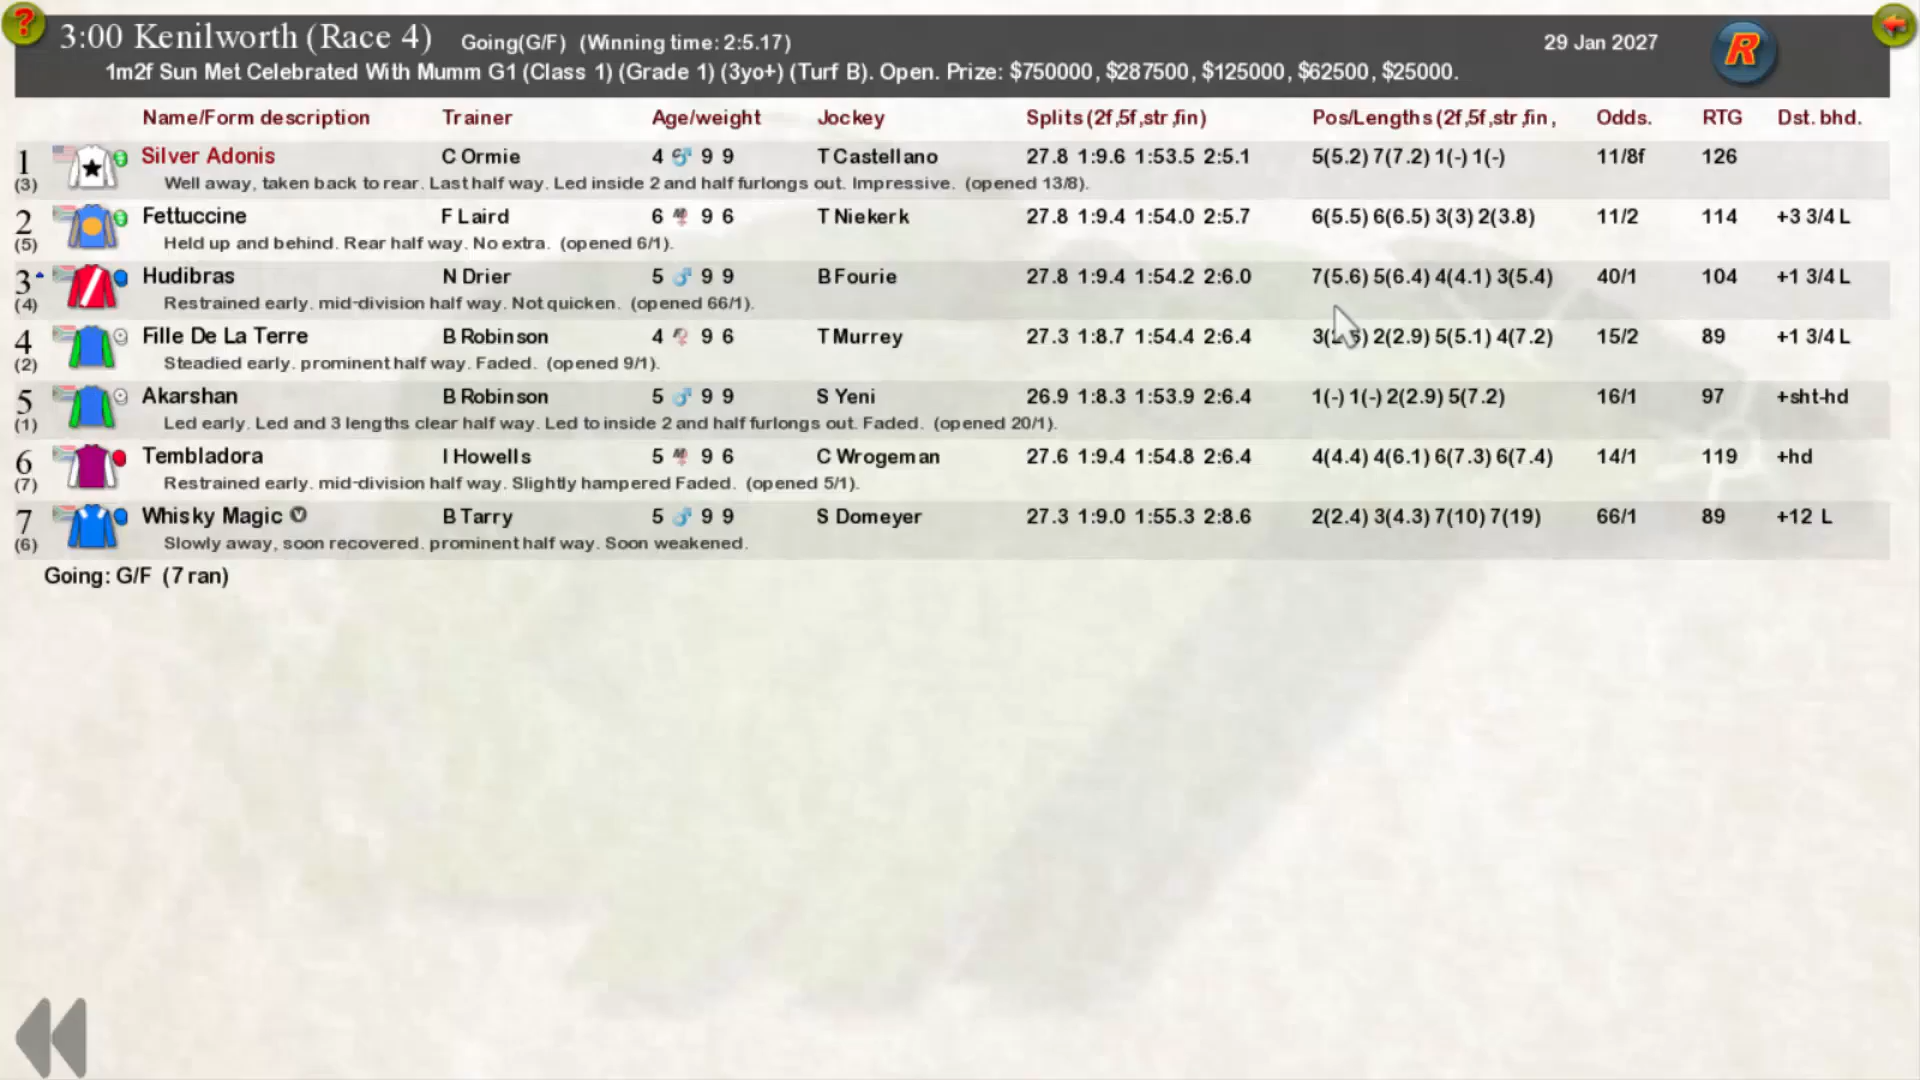 ?
3:00 Kenilworth (Race 4) Going(G/F) (Winning time: 2:5.17) 29 Jan 2027 R
1m2f Sun Met Celebrated With Mumm G1 (Class 1) (Grade 1) (3yo+) (Turf B). Open. Prize: $750000, $287500, $125000, $62500, $25000.
Name/Form description Trainer Age/weight Jockey Splits (2f,5f,str,fin) Pos/Lengths (2f,5f,str,fin, Odds. RTG Dst. bhd.
1 Silver Adonis C Ormie 4 9 9 T Castellano 27.8 1:9.6 1:53.5 2:5.1 5(5.2) 7(7.2) 1(-) 1(-) 11/8f 126
(3) Well away, taken back to rear. Last half way. Led inside 2 and half furlongs out. Impressive. (opened 13/8).
2 Fettuccine F Laird 6 9 6 T Niekerk 27.8 1:9.4 1:54.0 2:5.7 6(5.5) 6(6.5) 3(3) 2(3.8) 11/2 114 +3 3/4 L
(5) Held up and behind. Rear half way. No extra. (opened 6/1).
3 Hudibras N Drier 5 9 9 B Fourie 27.8 1:9.4 1:54.2 2:6.0 7(5.6) 5(6.4) 4(4.1) 3(5.4) 40/1 104 +1 3/4 L
(4) Restrained early. mid-division half way. Not quicken. (opened 66/1).
4 Fille De La Terre B Robinson 4 9 6 T Murrey 27.3 1:8.7 1:54.4 2:6.4 2(2.9) 5(5.1) 4(7.2) 15/2 89 +1 3/4 L
(2) Steadied early. prominent half way. Faded. (opened 9/1).
5 Akarshan B Robinson 5 9 9 S Yeni 26.9 1:8.3 1:53.9 2:6.4 1(-) 1(-) 2(2.9) 5(7.2) 16/1 97 +sht-hd
(1) Led early. Led and 3 lengths clear half way. Led to inside 2 and half furlongs out. Faded. (opened 20/1).
6 Tembladora I Howells 5 9 6 C Wrogeman 27.6 1:9.4 1:54.8 2:6.4 4(4.4) 4(6.1) 6(7.3) 6(7.4) 14/1 119 +hd
(7) Restrained early. mid-division half way. Slightly hampered Faded. (opened 5/1).
7 Whisky Magic V B Tarry 5 9 9 S Domeyer 27.3 1:9.0 1:55.3 2:8.6 2(2.4) 3(4.3) 7(10) 7(19) 66/1 89 +12 L
(6) Slowly away, soon recovered. prominent half way. Soon weakened.
Going: G/F (7 ran)